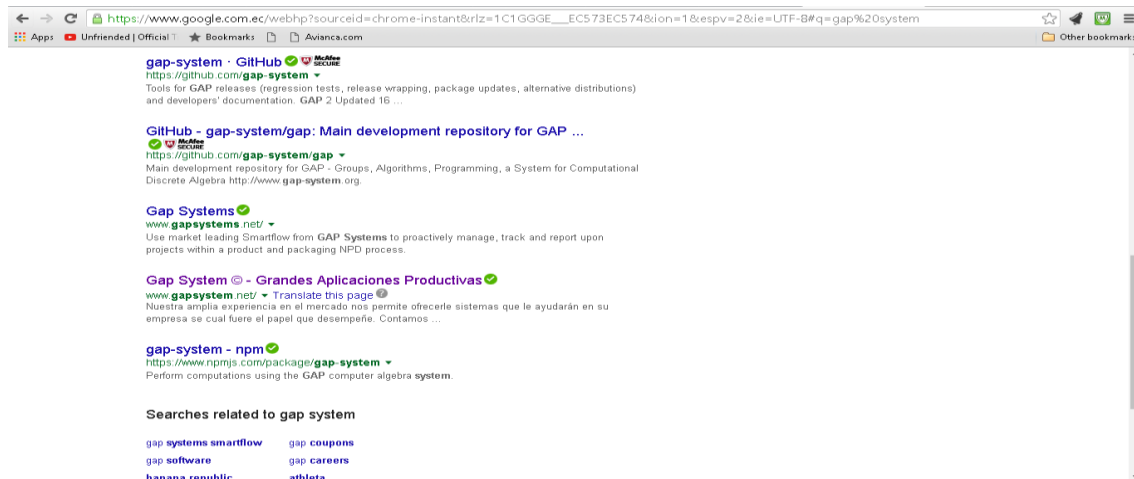 https://www.google.com.ec/webhp?sourceid=chrome-instant&rlz=1C1GGGE___EC573EC574&ion=1&espv=2&ie=UTF-8#q=gap%20system
Apps Unfriended | Official T Bookmarks Avianca.com Other bookmarks
gap-system · GitHub McAfee SECURE
https://github.com/gap-system
Tools for GAP releases (regression tests, release wrapping, package updates, alternative distributions)
and developers' documentation. GAP 2 Updated 16 ...
GitHub - gap-system/gap: Main development repository for GAP ...
McAfee SECURE
https://github.com/gap-system/gap
Main development repository for GAP - Groups, Algorithms, Programming, a System for Computational
Discrete Algebra http://www.gap-system.org.
Gap Systems
www.gapsystems.net/
Use market leading Smartflow from GAP Systems to proactively manage, track and report upon
projects within a product and packaging NPD process.
Gap System © - Grandes Aplicaciones Productivas
www.gapsystem.net/ Translate this page ?
Nuestra amplia experiencia en el mercado nos permite ofrecerle sistemas que le ayudarán en su
empresa se cual fuere el papel que desempeñe. Contamos ...
gap-system - npm
https://www.npmjs.com/package/gap-system
Perform computations using the GAP computer algebra system.
Searches related to gap system
gap systems smartflow gap coupons
gap software gap careers
banana republic athleta